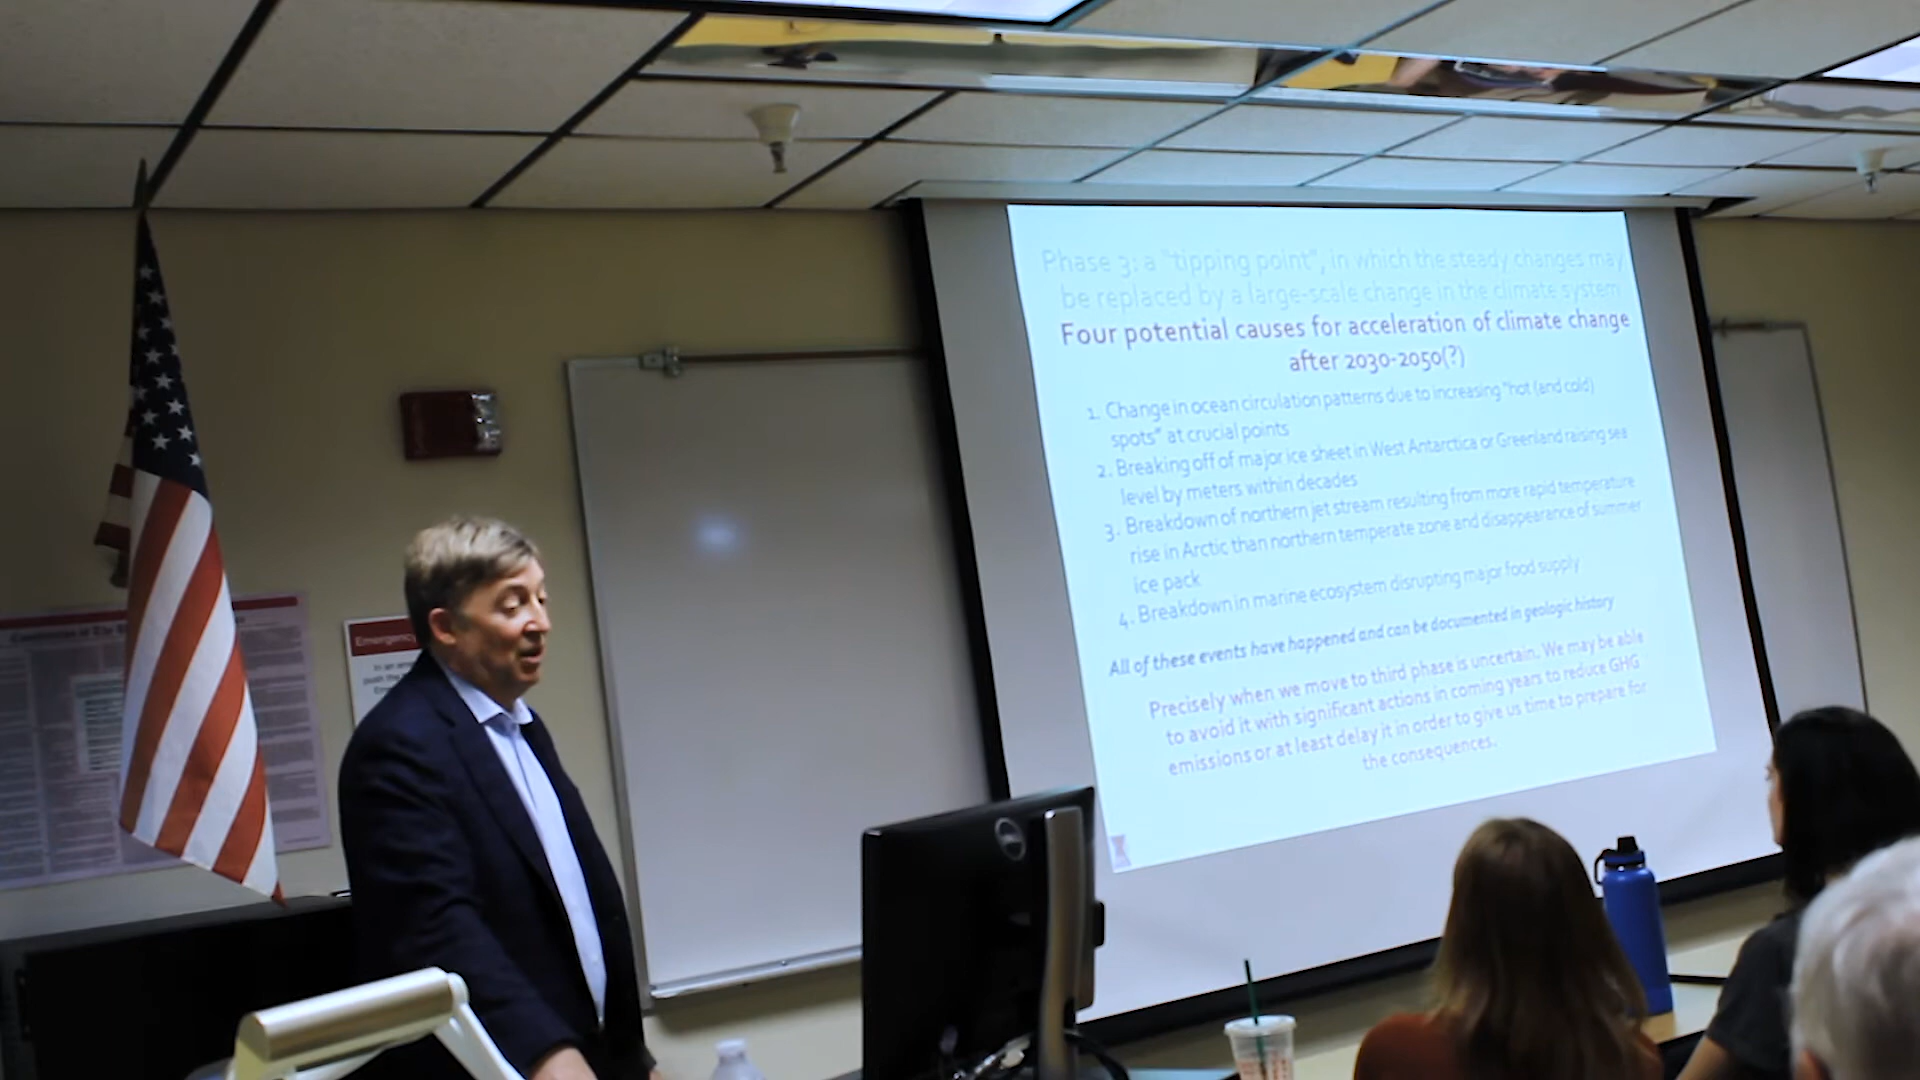 Phase 3: a "tipping point", in which the steady changes may
be replaced by a large-scale change in the climate system
Four potential causes for acceleration of climate change
after 2030-2050(?)
1. Change in ocean circulation patterns due to increasing "hot (and cold)
spots" at crucial points
2. Breaking off of major ice sheet in West Antarctica or Greenland raising sea
level by meters within decades
3. Breakdown of northern jet stream resulting from more rapid temperature
rise in Arctic than northern temperate zone and disappearance of summer
ice pack
4. Breakdown in marine ecosystem disrupting major food supply
All of these events have happened and can be documented in geologic history
Precisely when we move to third phase is uncertain. We may be able
to avoid it with significant actions in coming years to reduce GHG
emissions or at least delay it in order to give us time to prepare for
the consequences.
Emergency